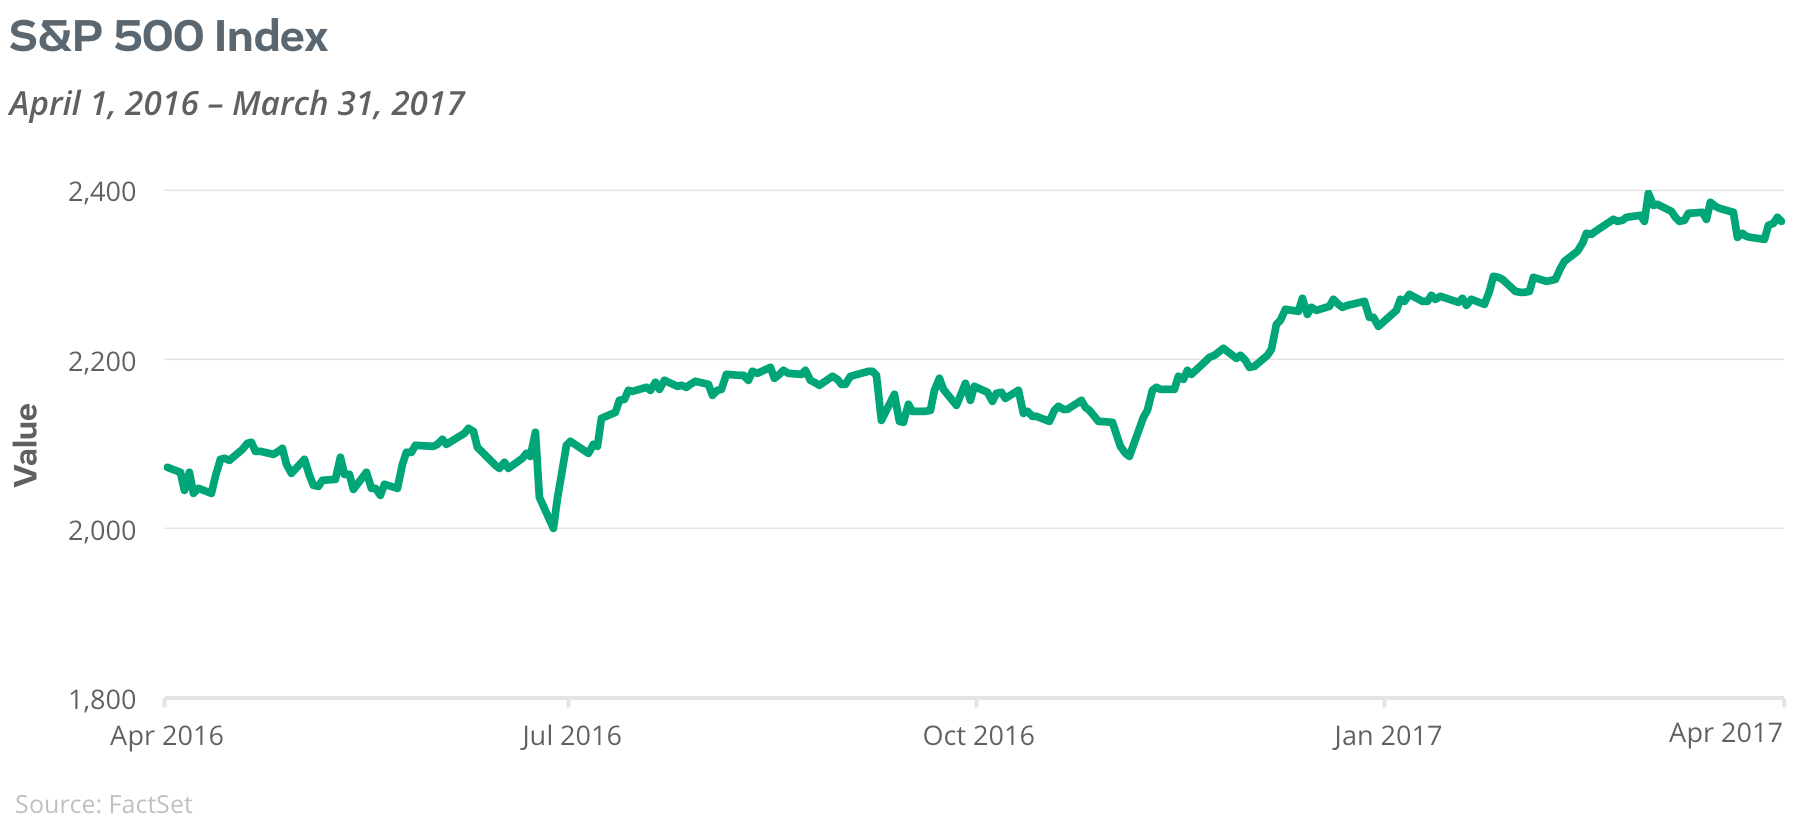 S&P 500 Index
April 1, 2016 – March 31, 2017
2,400
2,200
Value
2,000
1,800
Apr 2016 Jul 2016 Oct 2016 Jan 2017 Apr 2017
Source: FactSet